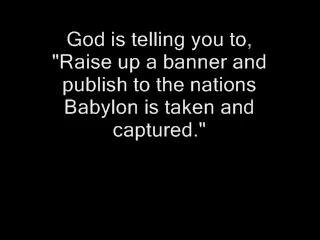 God is telling you to,
"Raise up a banner and
publish to the nations
Babylon is taken and
captured."